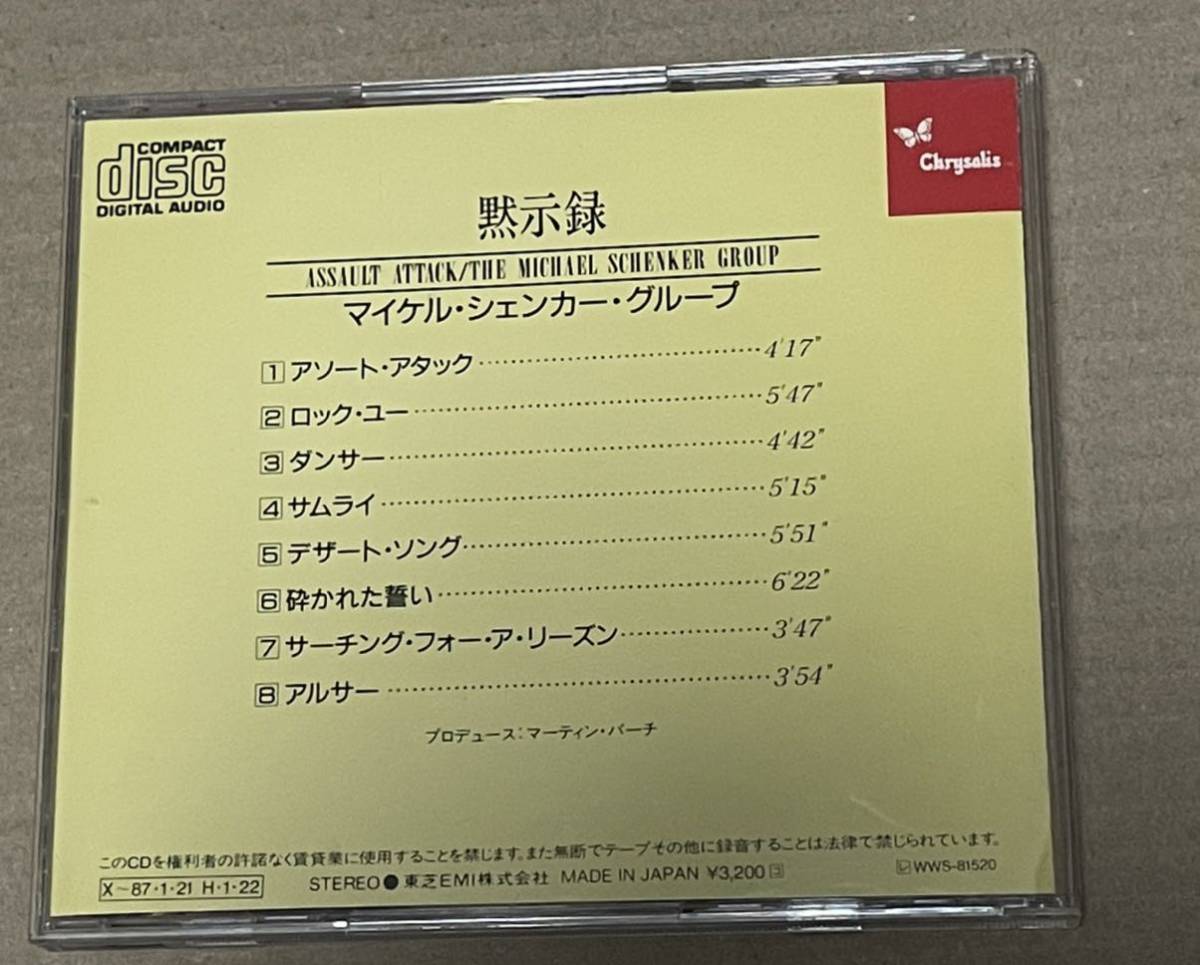 COMPACT
disc
DIGITAL AUDIO
Chrysalis
黙示録
ASSAULT ATTACK/THE MICHAEL SCHENKER GROUP
マイケル・シェンカー・グループ
1 アソート・アタック……4'17"
2 ロック・ユー……5'47"
3 ダンサー……4'42"
4 サムライ……5'15"
5 デザート・ソング……5'51"
6 砕かれた誓い……6'22"
7 サーチング・フォー・ア・リーズン……3'47"
8 アルサー……3'54"
プロデュース:マーティン・バーチ
このCDを権利者の許諾なく賃貸業に使用することを禁じます。また無断でテープその他に録音することは法律で禁じられています。
X~87・1・21 H・1・22 STEREO●東芝EMI株式会社 MADE IN JAPAN ¥3,200 WWS-81520